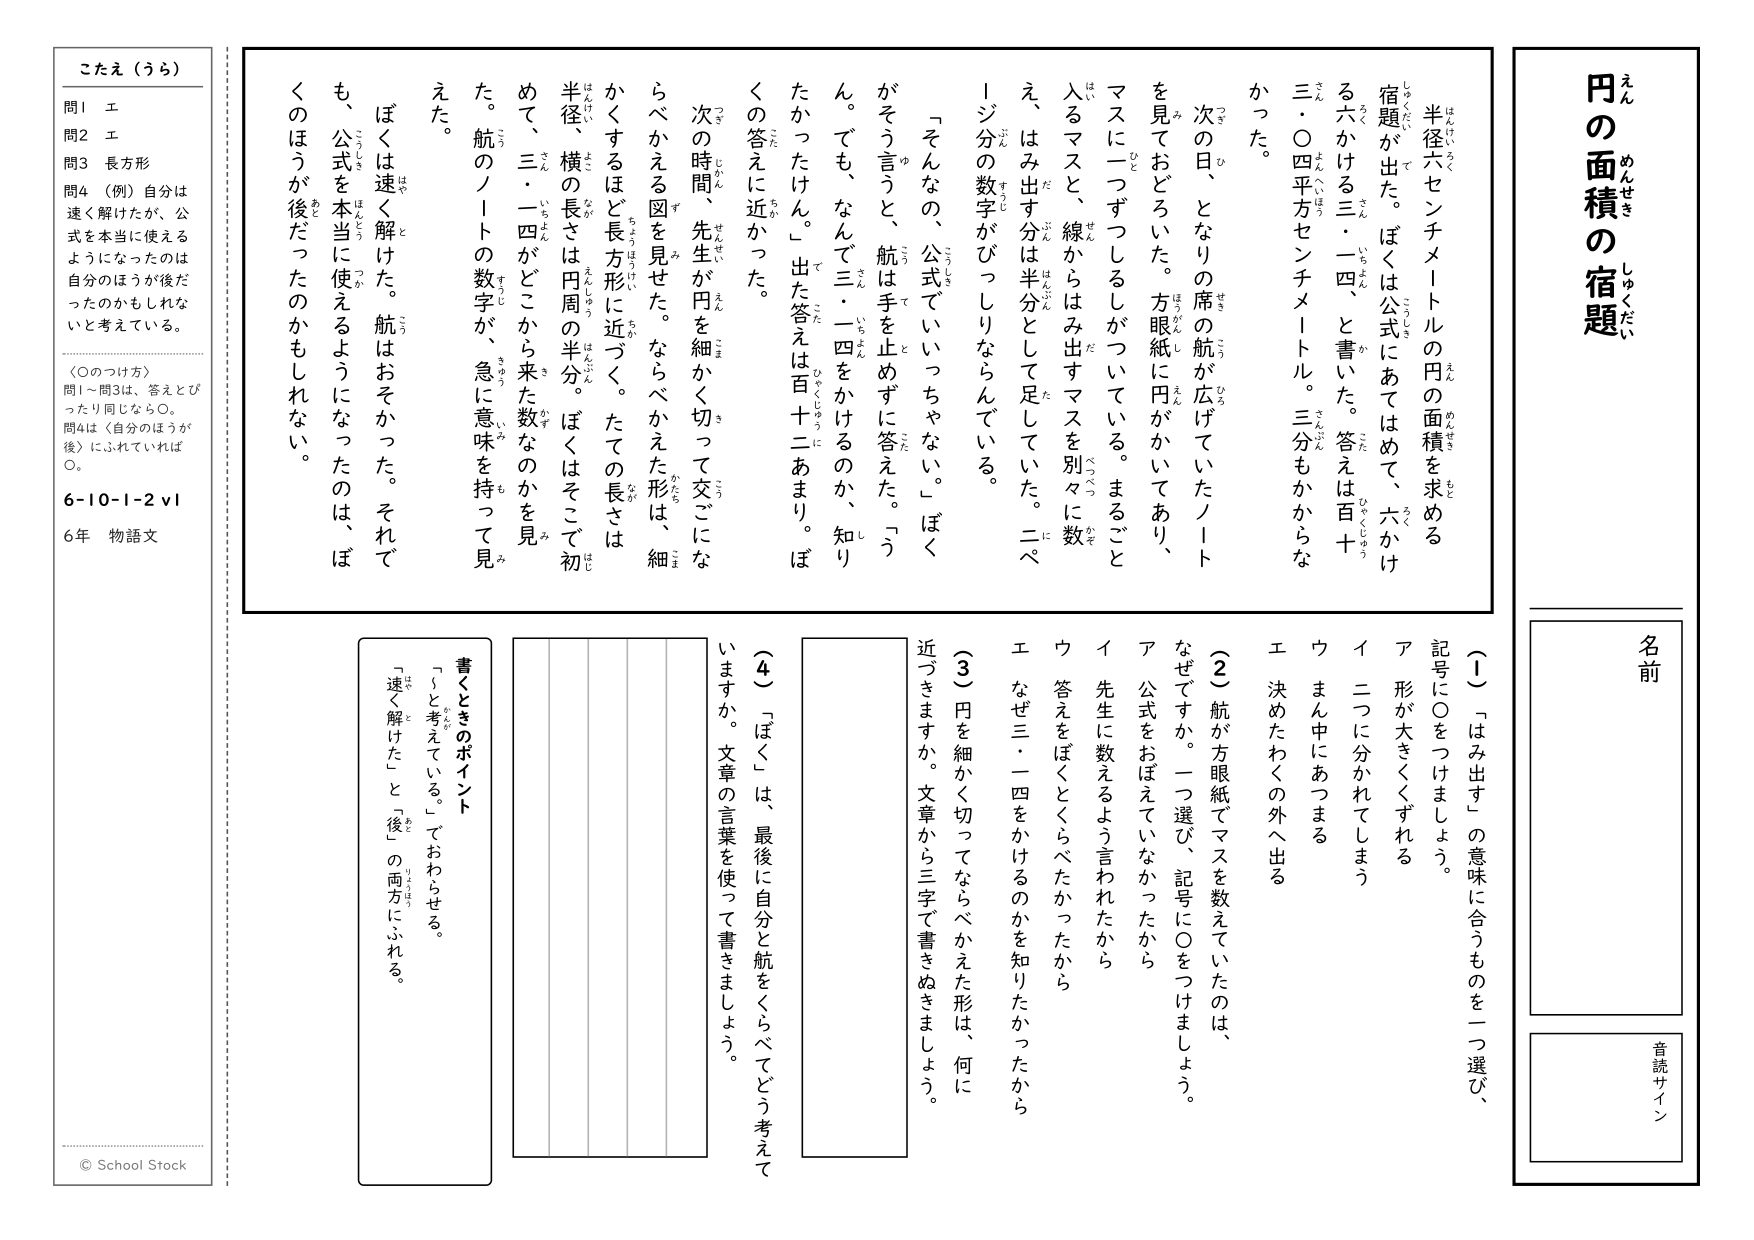 円の面積の宿題
えん めんせき しゅくだい
名前
音読サイン
半径六センチメートルの円の面積を求める
宿題が出た。ぼくは公式にあてはめて、六かけ
る六かける三・一四、と書いた。答えは百十
三・〇四平方センチメートル。三分もかからな
かった。
次の日、となりの席の航が広げていたノート
を見ておどろいた。方眼紙に円がかいてあり、
マスに一つずつしるしがついている。まるごと
入るマスと、線からはみ出すマスを別々に数
え、はみ出す分は半分として足していた。二ペ
ージ分の数字がびっしりならんでいる。
「そんなの、公式でいいっちゃない。」ぼく
がそう言うと、航は手を止めずに答えた。「う
ん。でも、なんで三・一四をかけるのか、知り
たかったけん。」出た答えは百十二あまり。ぼ
くの答えに近かった。
次の時間、先生が円を細かく切って交ごにな
らべかえる図を見せた。ならべかえた形は、細
かくするほど長方形に近づく。たての長さは
半径、横の長さは円周の半分。ぼくはそこで初
めて、三・一四がどこから来た数なのかを見
た。航のノートの数字が、急に意味を持って見
えた。
ぼくは速く解けた。航はおそかった。それで
も、公式を本当に使えるようになったのは、ぼ
くのほうが後だったのかもしれない。
(1)「はみ出す」の意味に合うものを一つ選び、
記号に〇をつけましょう。
ア 形が大きくくずれる
イ 二つに分かれてしまう
ウ まん中にあつまる
エ 決めたわくの外へ出る
(2) 航が方眼紙でマスを数えていたのは、
なぜですか。一つ選び、記号に〇をつけましょう。
ア 公式をおぼえていなかったから
イ 先生に数えるよう言われたから
ウ 答えをぼくとくらべたかったから
エ なぜ三・一四をかけるのかを知りたかったから
(3) 円を細かく切ってならべかえた形は、何に
近づきますか。文章から三字で書きぬきましょう。
(4)「ぼく」は、最後に自分と航をくらべてどう考えて
いますか。文章の言葉を使って書きましょう。
書くときのポイント
「〜と考えている。」でおわらせる。
「速く解けた」と「後」の両方にふれる。
こたえ（うら）
問1 エ
問2 エ
問3 長方形
問4 （例）自分は
速く解けたが、公
式を本当に使える
ようになったのは
自分のほうが後だ
ったのかもしれな
いと考えている。
〈〇のつけ方〉
問1〜問3は、答えとぴ
ったり同じなら〇。
問4は〈自分のほうが
後〉にふれていれば
〇。
6-10-1-2 v1
6年 物語文
© School Stock